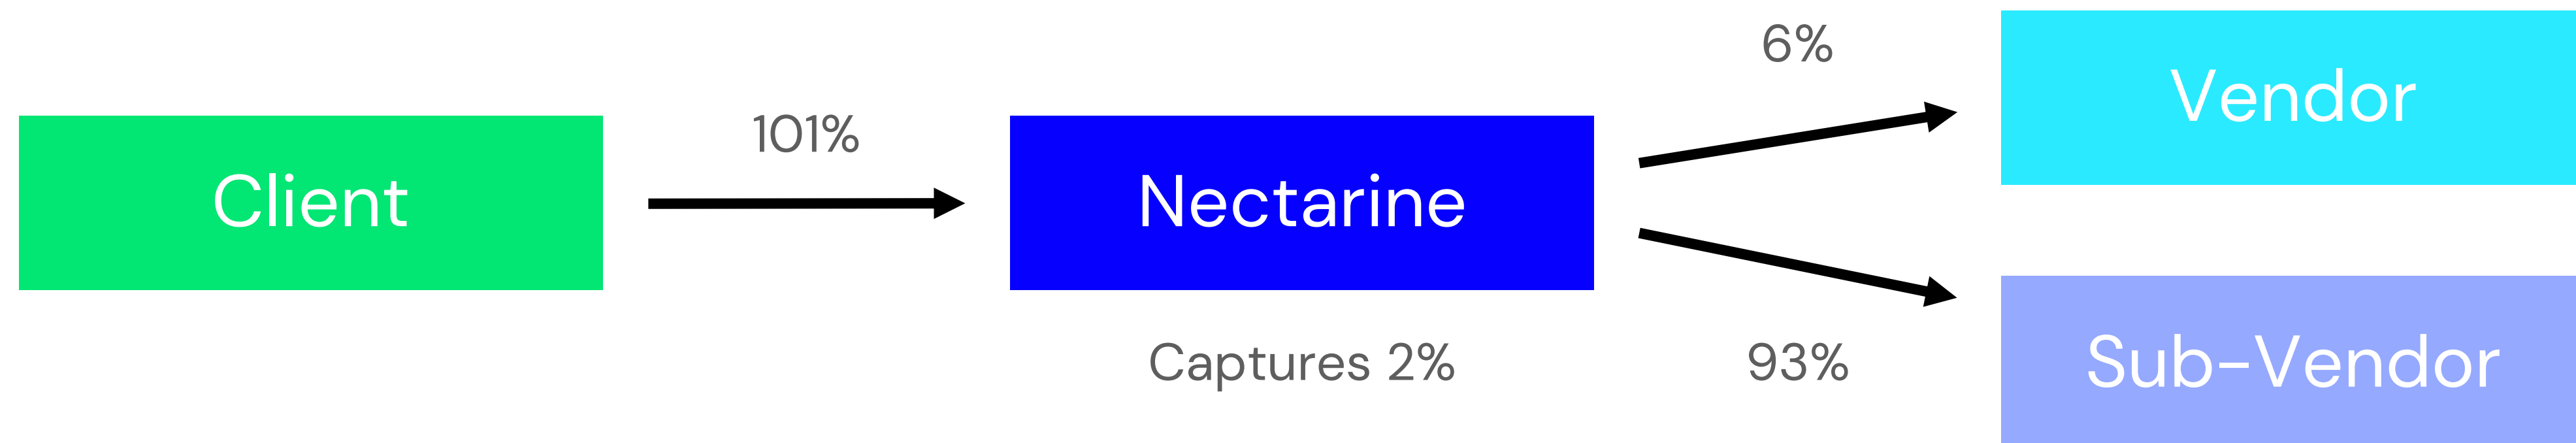 Client
101%
Nectarine
Captures 2%
6%
Vendor
93%
Sub-Vendor